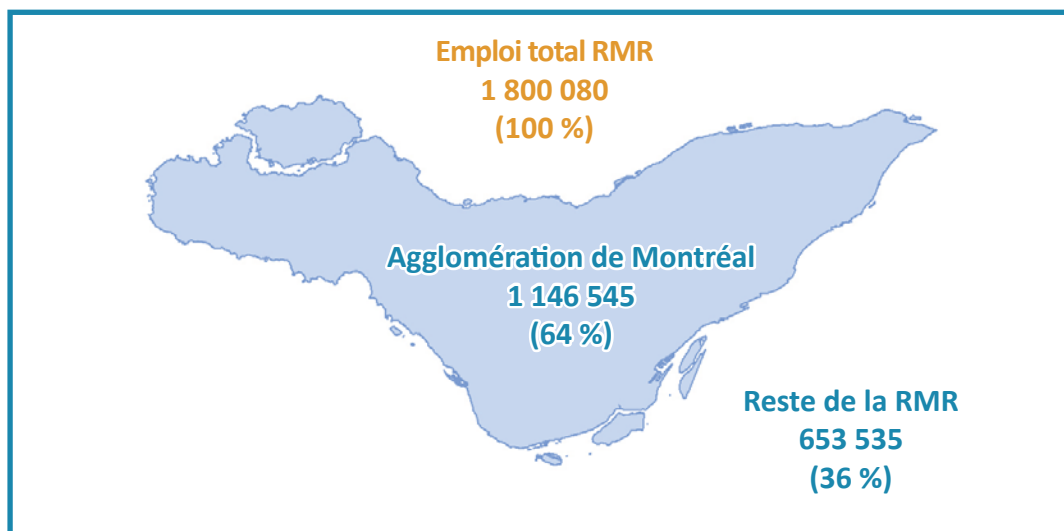 Emploi total RMR
1 800 080
(100 %)
Agglomération de Montréal
1 146 545
(64 %)
Reste de la RMR
653 535
(36 %)